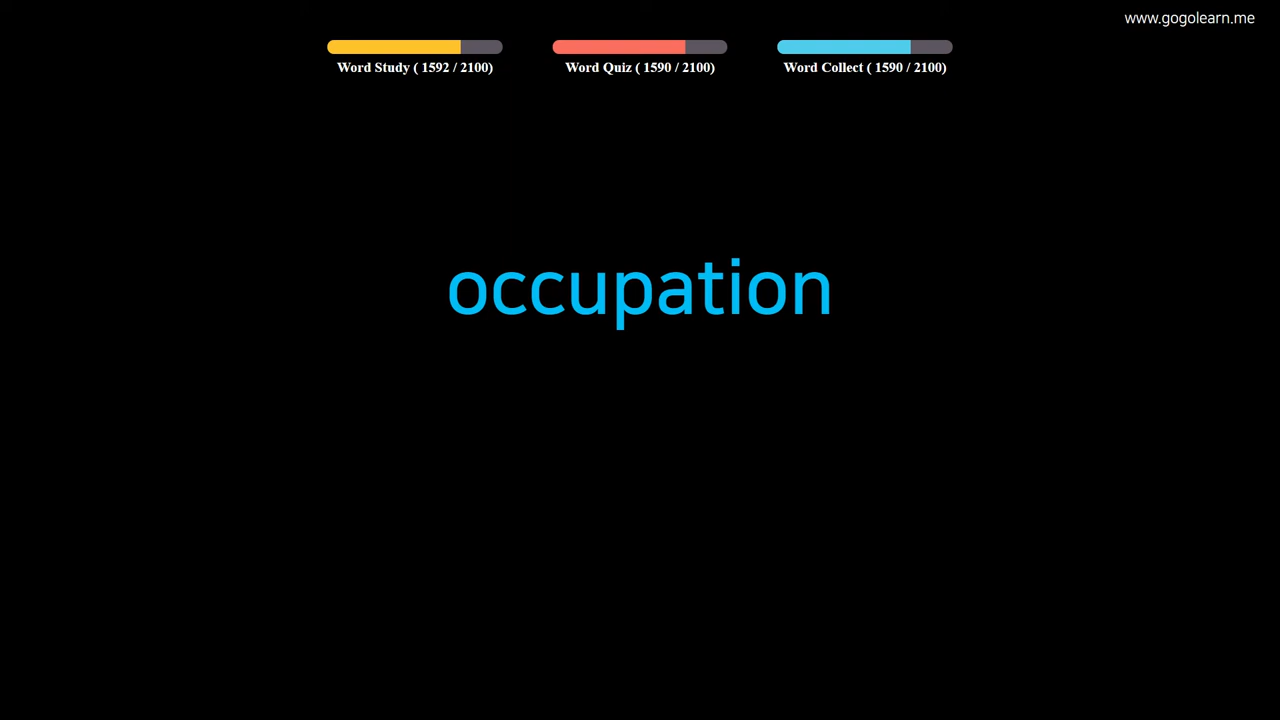 www.gogolearn.me
Word Study ( 1592 / 2100)
Word Quiz ( 1590 / 2100)
Word Collect ( 1590 / 2100)
occupation